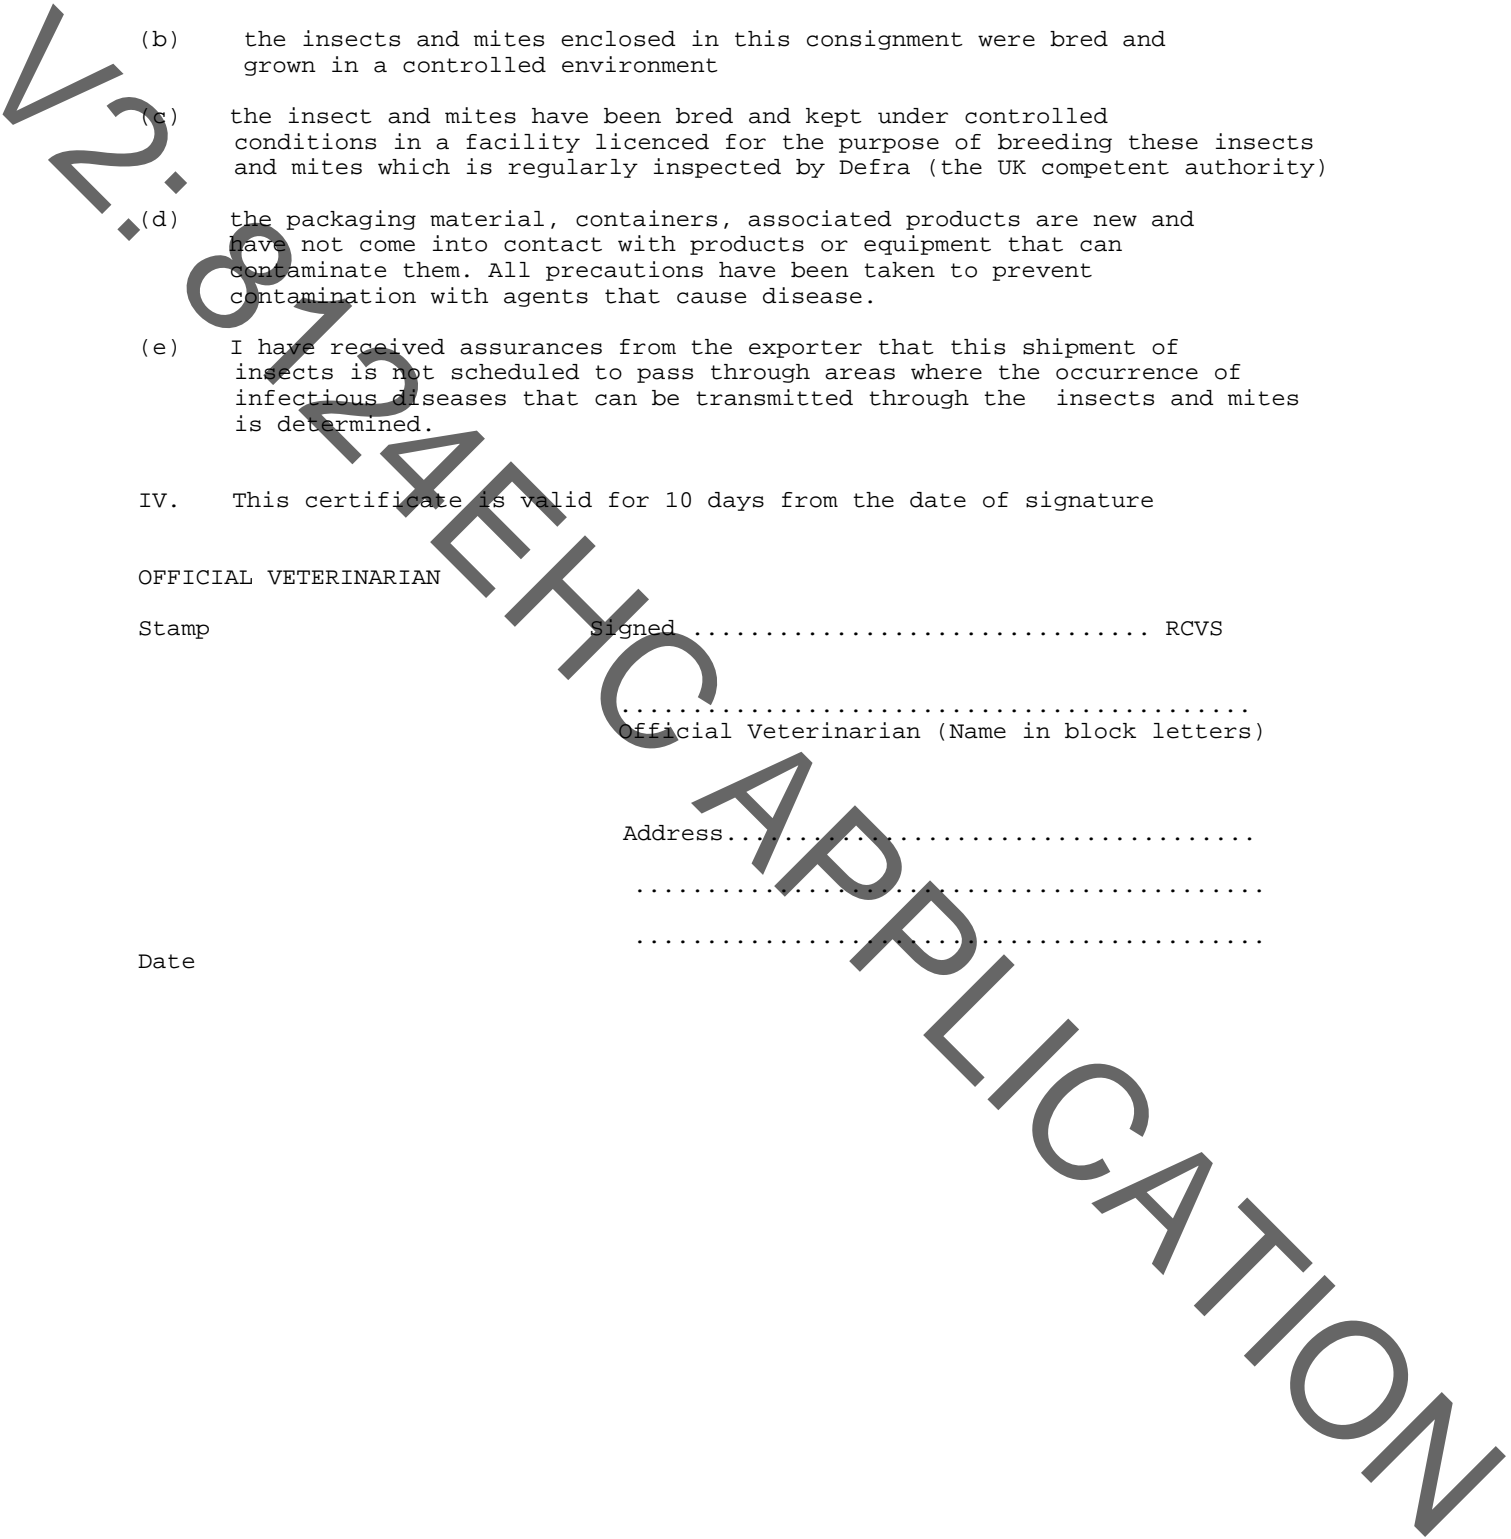 (b) the insects and mites enclosed in this consignment were bred and
grown in a controlled environment
(c) the insect and mites have been bred and kept under controlled
conditions in a facility licenced for the purpose of breeding these insects
and mites which is regularly inspected by Defra (the UK competent authority)
(d) the packaging material, containers, associated products are new and
have not come into contact with products or equipment that can
contaminate them. All precautions have been taken to prevent
contamination with agents that cause disease.
(e) I have received assurances from the exporter that this shipment of
insects is not scheduled to pass through areas where the occurrence of
infectious diseases that can be transmitted through the insects and mites
is determined.
IV. This certificate is valid for 10 days from the date of signature
OFFICIAL VETERINARIAN
Stamp Signed ................................ RCVS
............................................
Official Veterinarian (Name in block letters)
Address.....................................
............................................
............................................
Date
V2: 8124EHC APPLICATION